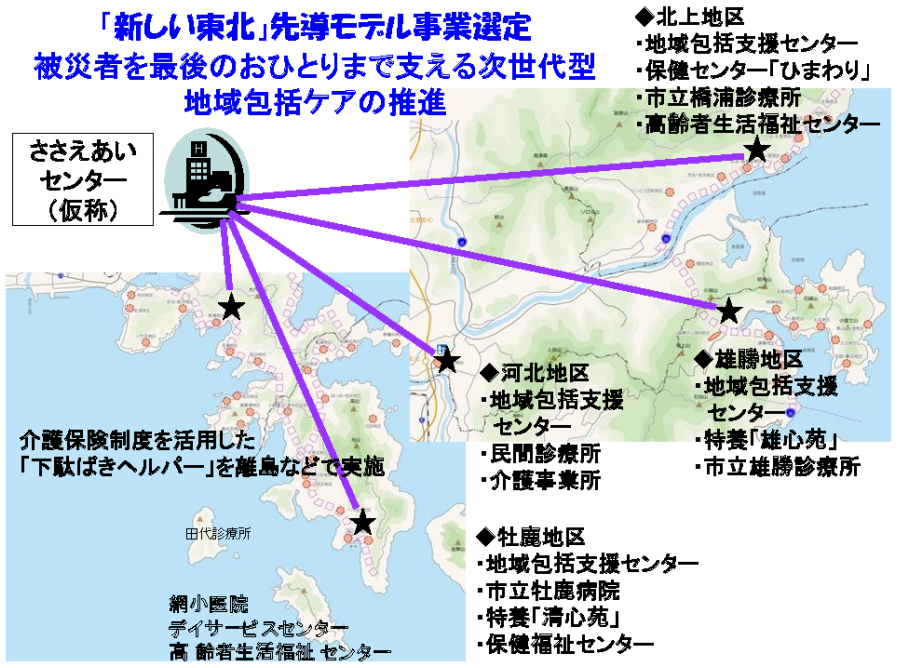 「新しい東北」先導モデル事業選定
被災者を最後のおひとりまで支える次世代型
地域包括ケアの推進
ささえあい
センター
（仮称）
◆北上地区
・地域包括支援センター
・保健センター「ひまわり」
・市立橋浦診療所
・高齢者生活福祉センター
◆河北地区
・地域包括支援
センター
・民間診療所
・介護事業所
◆雄勝地区
・地域包括支援
センター
・特養「雄心苑」
・市立雄勝診療所
介護保険制度を活用した
「下駄ばきヘルパー」を離島などで実施
田代診療所
網小医院
デイサービスセンター
高齢者生活福祉センター
◆牡鹿地区
・地域包括支援センター
・市立牡鹿病院
・特養「清心苑」
・保健福祉センター